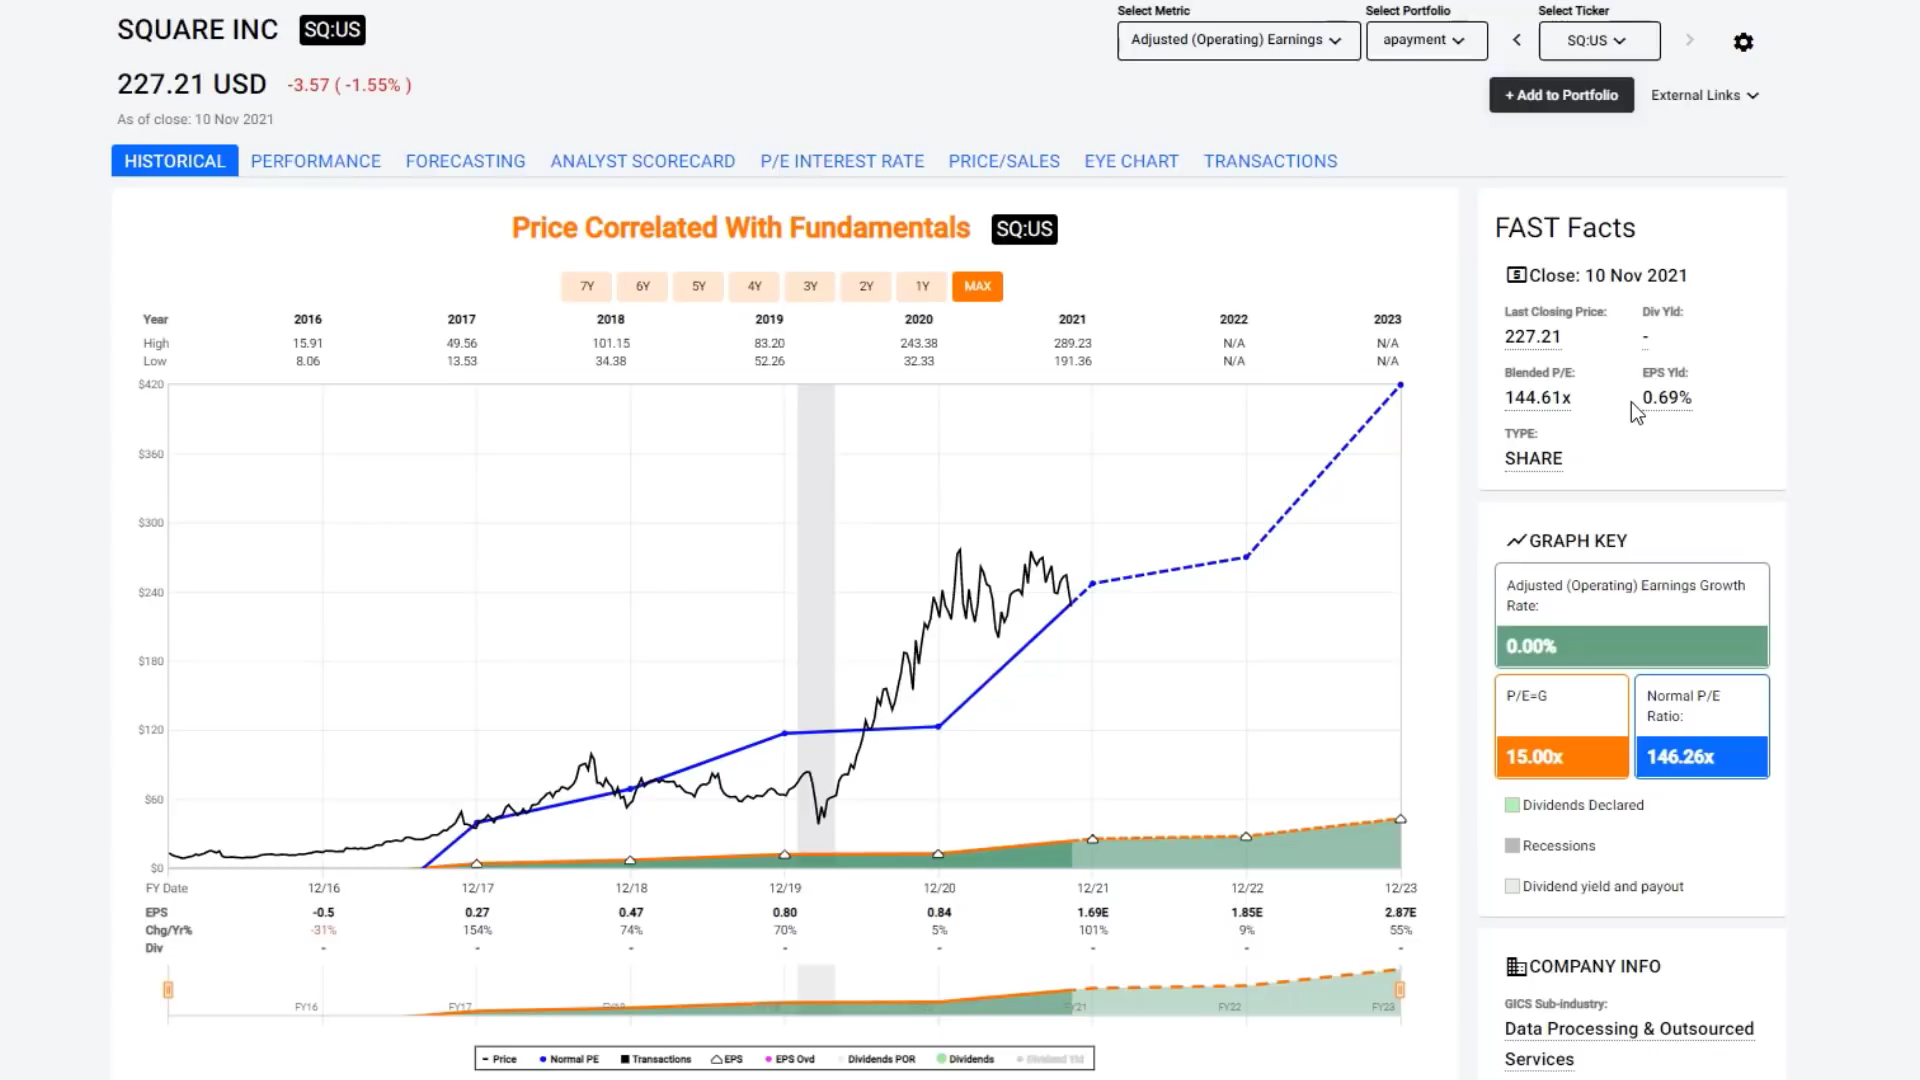 SQUARE INC SQ:US
227.21 USD -3.57 ( -1.55% )
As of close: 10 Nov 2021
Select Metric Select Portfolio Select Ticker
Adjusted (Operating) Earnings apayment SQ:US
+ Add to Portfolio External Links
HISTORICAL PERFORMANCE FORECASTING ANALYST SCORECARD P/E INTEREST RATE PRICE/SALES EYE CHART TRANSACTIONS
Price Correlated With Fundamentals SQ:US
7Y 6Y 5Y 4Y 3Y 2Y 1Y MAX
Year 2016 2017 2018 2019 2020 2021 2022 2023
High 15.91 49.56 101.15 83.20 243.38 289.23 N/A N/A
Low 8.06 13.53 34.38 52.26 32.33 191.36 N/A N/A
$420
$360
$300
$240
$180
$120
$60
$0
FY Date 12/16 12/17 12/18 12/19 12/20 12/21 12/22 12/23
EPS -0.5 0.27 0.47 0.80 0.84 1.69E 1.85E 2.87E
Chg/Yr% -31% 154% 74% 70% 5% 101% 9% 55%
Div - - - - - - - -
FY16 FY17 FY22 FY23
Price Normal PE Transactions EPS EPS Ovd Dividends POR Dividends Dividend Yld
FAST Facts
Close: 10 Nov 2021
Last Closing Price: Div Yld:
227.21 -
Blended P/E: EPS Yld:
144.61x 0.69%
TYPE:
SHARE
GRAPH KEY
Adjusted (Operating) Earnings Growth
Rate:
0.00%
P/E=G
15.00x
Normal P/E
Ratio:
146.26x
Dividends Declared
Recessions
Dividend yield and payout
COMPANY INFO
GICS Sub-industry:
Data Processing & Outsourced
Services